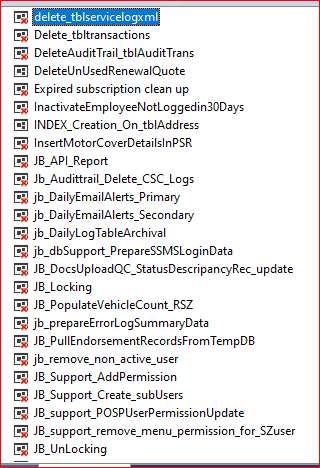 delete_tblservicelogxml
Delete_tbltransactions
DeleteAuditTrail_tblAuditTrans
DeleteUnUsedRenewalQuote
Expired subscription clean up
InactivateEmployeeNotLoggedin30Days
INDEX_Creation_On_tblAddress
InsertMotorCoverDetailsInPSR
JB_API_Report
Jb_Audittrail_Delete_CSC_Logs
jb_DailyEmailAlerts_Primary
jb_DailyEmailAlerts_Secondary
jb_DailyLogTableArchival
jb_dbSupport_PrepareSSMSLoginData
JB_DocsUploadQC_StatusDescripancyRec_update
JB_Locking
JB_PopulateVehicleCount_RSZ
jb_prepareErrorLogSummaryData
JB_PullEndorsementRecordsFromTempDB
jb_remove_non_active_user
JB_Support_AddPermission
JB_Support_Create_subUsers
JB_support_POSPUserPermissionUpdate
JB_support_remove_menu_permission_for_SZuser
JB_UnLocking